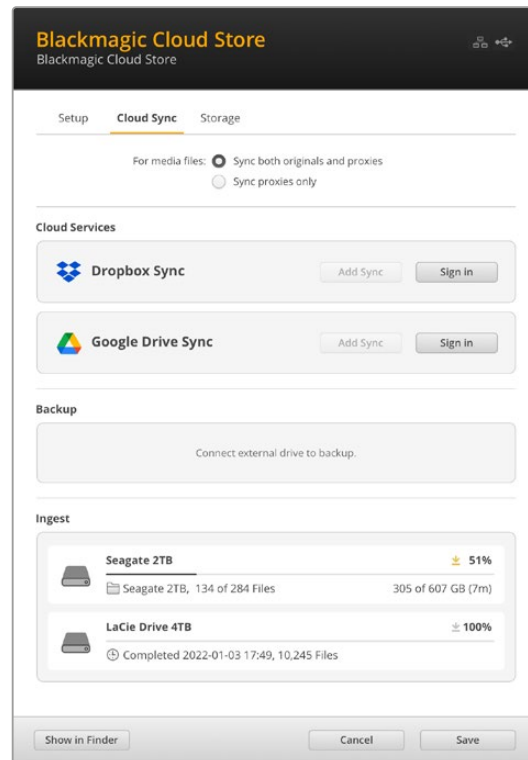 Blackmagic Cloud Store
Blackmagic Cloud Store
Setup Cloud Sync Storage
For media files: Sync both originals and proxies
Sync proxies only
Cloud Services
Dropbox Sync Add Sync Sign in
Google Drive Sync Add Sync Sign in
Backup
Connect external drive to backup.
Ingest
Seagate 2TB 51%
Seagate 2TB, 134 of 284 Files 305 of 607 GB (7m)
LaCie Drive 4TB 100%
Completed 2022-01-03 17:49, 10,245 Files
Show in Finder Cancel Save